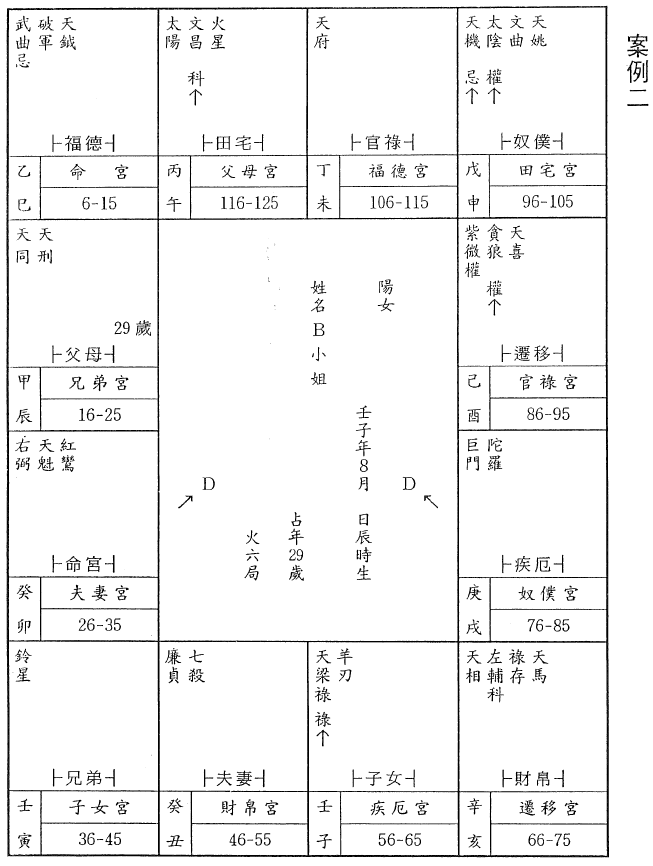 案例二
武曲忌 破軍 天鉞
├福德┤
乙巳 命宮
6-15
太陽 文昌科↑ 火星
├田宅┤
丙午 父母宮
116-125
天府
├官祿┤
丁未 福德宮
106-115
天機忌↑ 太陰權↑ 文曲 天姚
├奴僕┤
戊申 田宅宮
96-105
天同 天刑
29歲
├父母┤
甲辰 兄弟宮
16-25
陽女
姓名B小姐
壬子年8月 日辰時生
占年29歲
火六局
D
D
紫微權 貪狼權↑ 天喜
├遷移┤
己酉 官祿宮
86-95
右弼 天魁 紅鸞
├命宮┤
癸卯 夫妻宮
26-35
巨門 陀羅
├疾厄┤
庚戌 奴僕宮
76-85
鈴星
├兄弟┤
壬寅 子女宮
36-45
廉貞 七殺
├夫妻┤
癸丑 財帛宮
46-55
天梁祿祿↑ 羊刃
├子女┤
壬子 疾厄宮
56-65
天相 左輔科 祿存 天馬
├財帛┤
辛亥 遷移宮
66-75